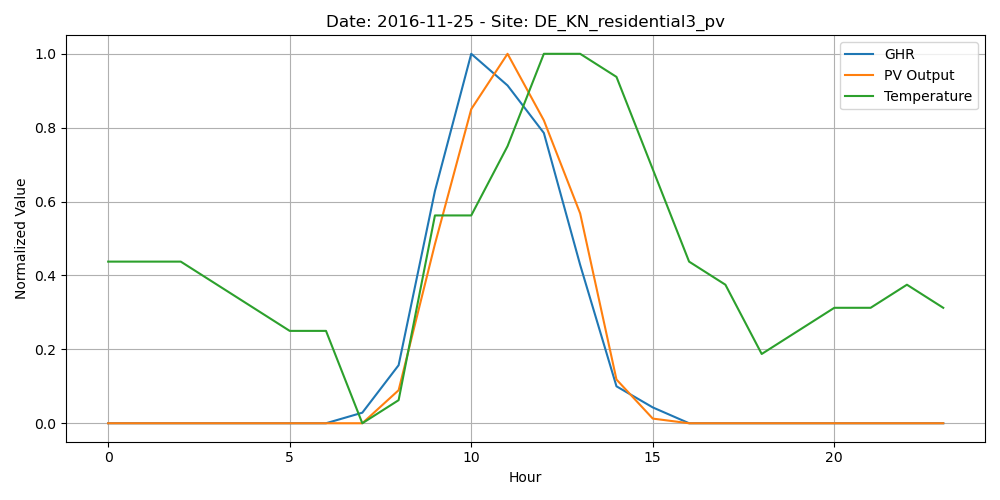 Date: 2016-11-25 - Site: DE_KN_residential3_pv
GHR
PV Output
Temperature
Normalized Value
1.0
0.8
0.6
0.4
0.2
0.0
0 5 10 15 20
Hour